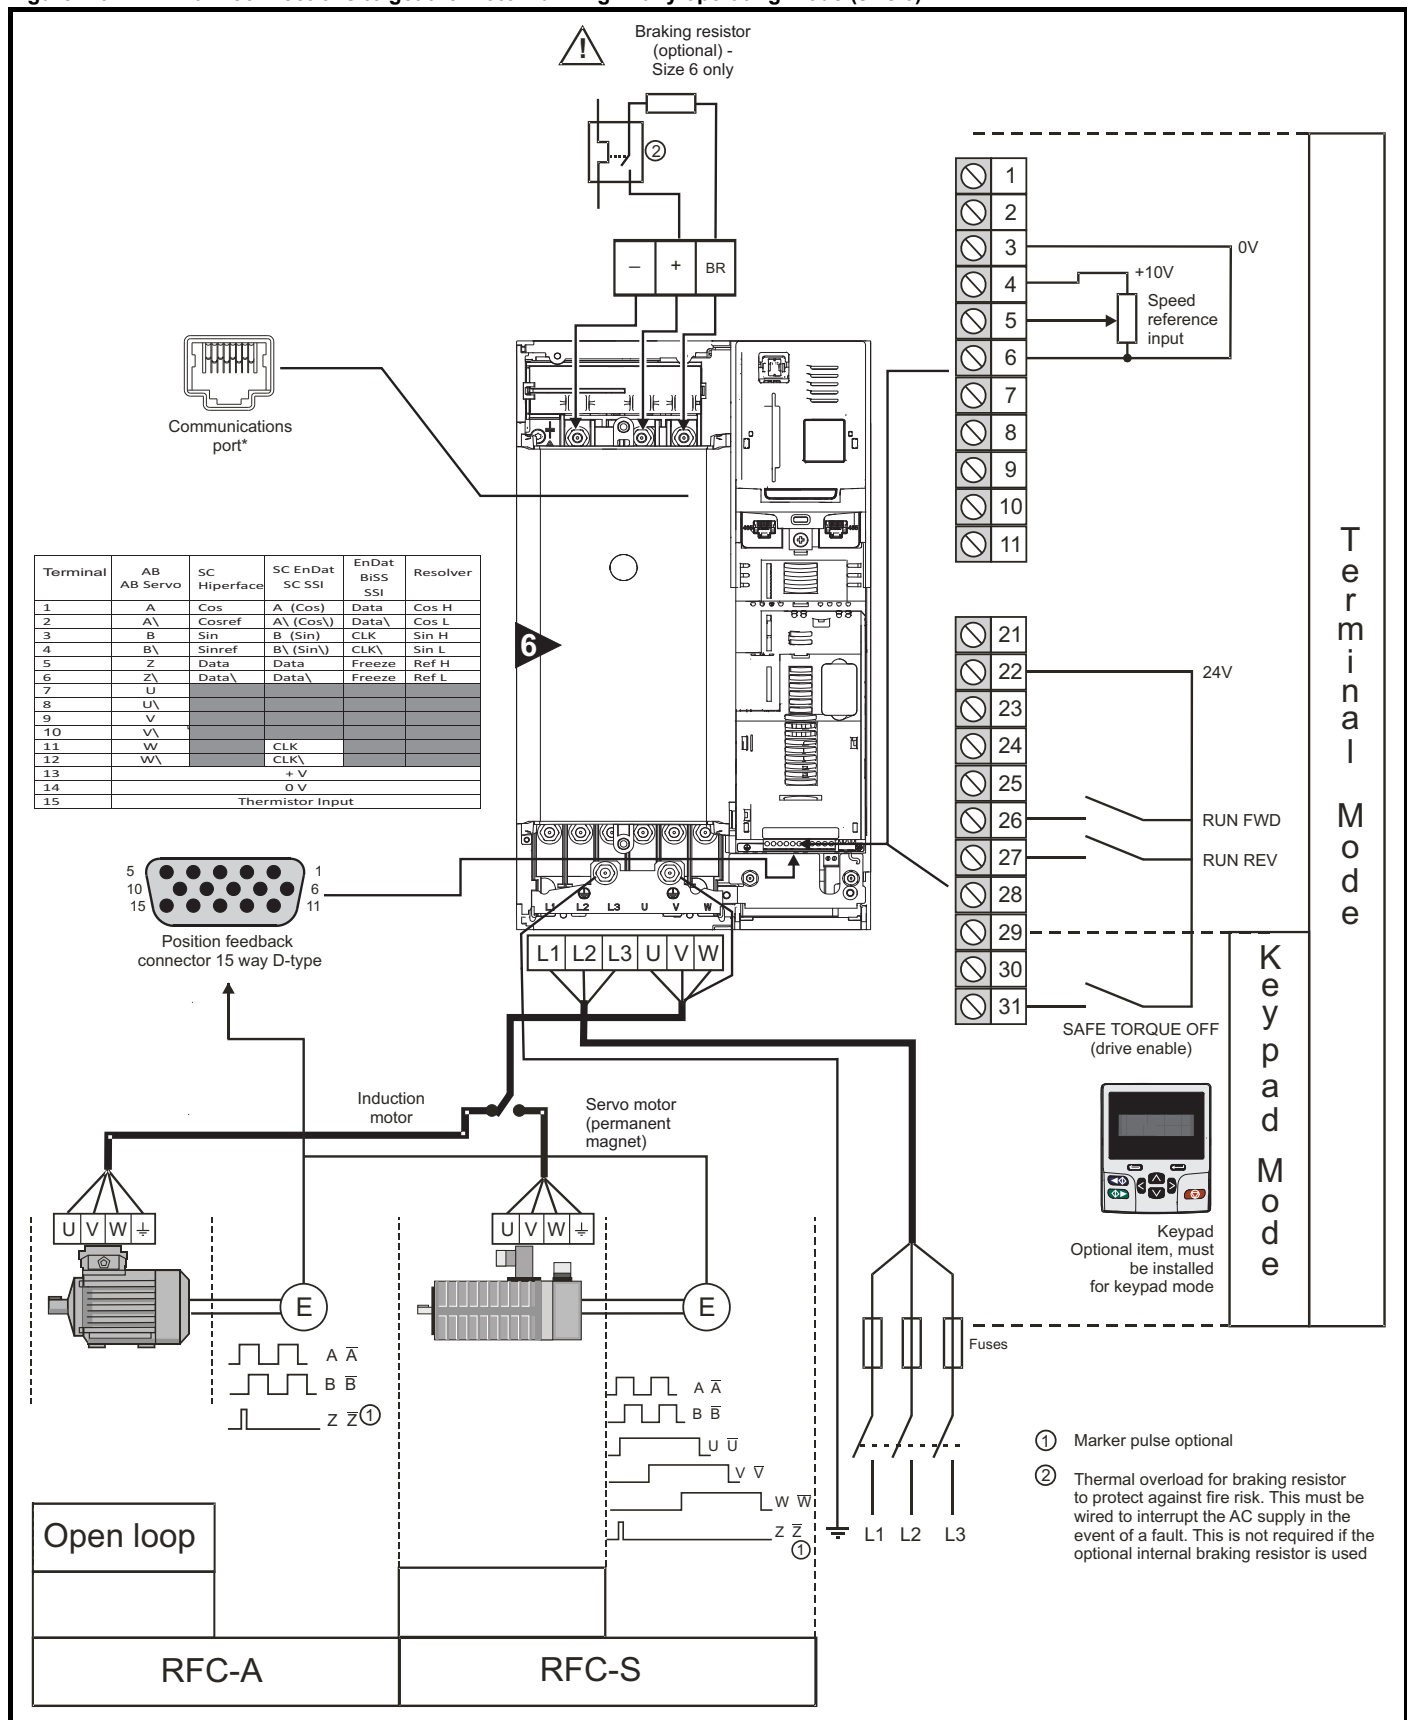 Braking resistor
(optional) -
Size 6 only
2
– + BR
Communications
port*
1
2
3 0V
4 +10V
5 Speed
reference
input
6
7
8
9
10
11
Terminal Mode
Terminal AB
AB Servo SC
Hiperface SC EnDat
SC SSI EnDat
BiSS
SSI Resolver
1 A Cos A (Cos) Data Cos H
2 A\ Cosref A\ (Cos\) Data\ Cos L
3 B Sin B (Sin) CLK Sin H
4 B\ Sinref B\ (Sin\) CLK\ Sin L
5 Z Data Data Freeze Ref H
6 Z\ Data\ Data\ Freeze Ref L
7 U
8 U\
9 V
10 V\
11 W CLK
12 W\ CLK\
13 + V
14 0 V
15 Thermistor Input
6
21
22 24V
23
24
25
26 RUN FWD
27 RUN REV
28
29
30
31
SAFE TORQUE OFF
(drive enable)
Keypad Mode
5 1
10 6
15 11
Position feedback
connector 15 way D-type
L1 L2 L3 U V W
L1 L2 L3 U V W
Induction
motor
Servo motor
(permanent
magnet)
Keypad
Optional item, must
be installed
for keypad mode
U V W
U V W
E
E
A A̅
B B̅
Z Z̅ 1
A A̅
B B̅
U U̅
V V̅
W W̅
Z Z̅
1
Fuses
L1 L2 L3
1 Marker pulse optional
2 Thermal overload for braking resistor
to protect against fire risk. This must be
wired to interrupt the AC supply in the
event of a fault. This is not required if the
optional internal braking resistor is used
Open loop
RFC-A
RFC-S